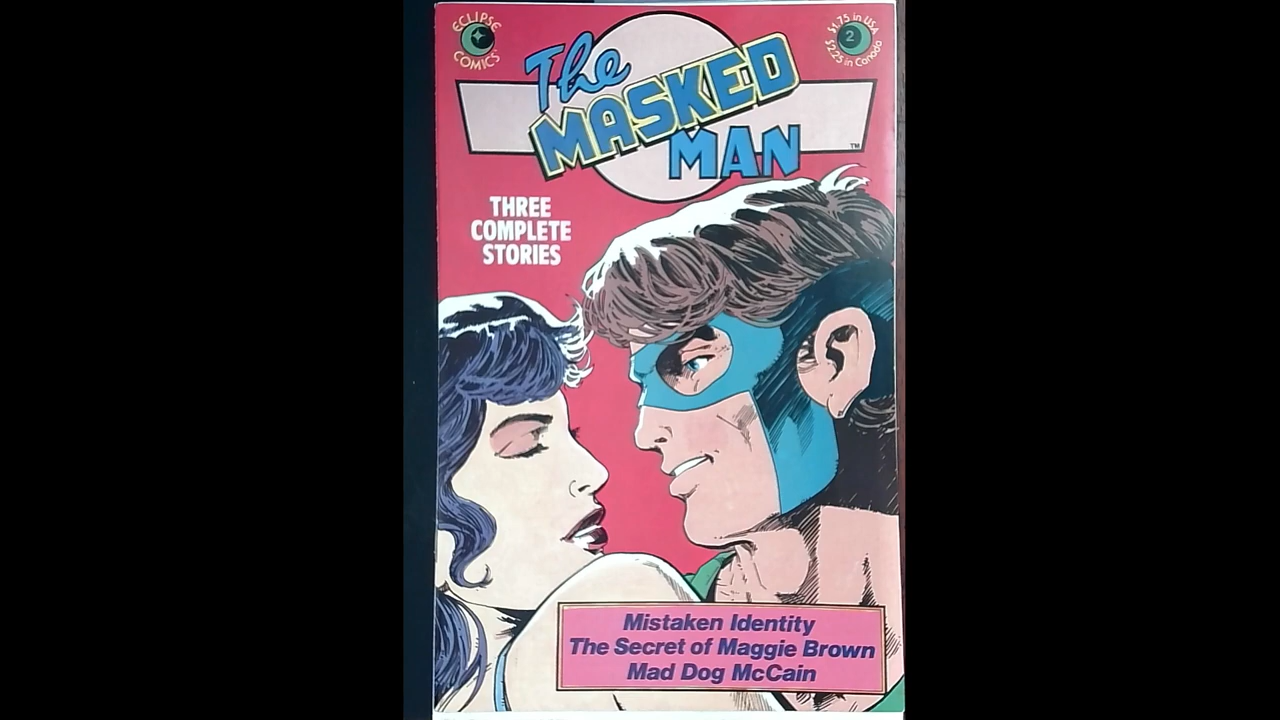 ECLIPSE
COMICS
$1.75 in USA
2
$2.25 in Canada
The
MASKED
MAN
TM
THREE
COMPLETE
STORIES
Mistaken Identity
The Secret of Maggie Brown
Mad Dog McCain